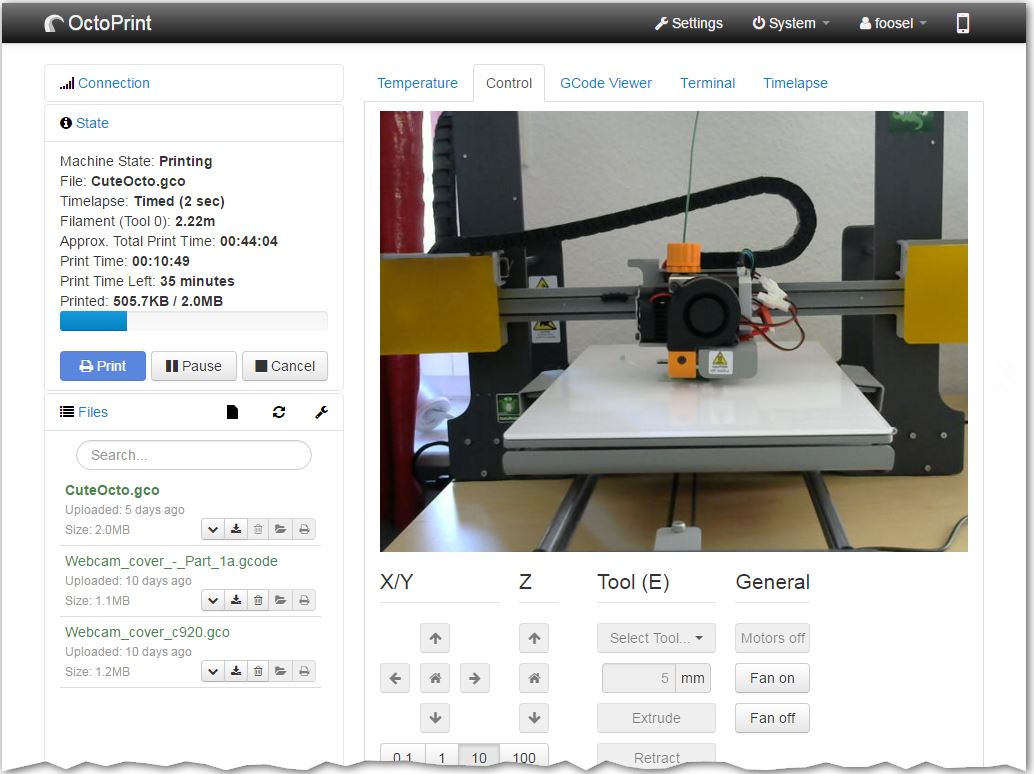 OctoPrint
Settings System foosel
Connection
State
Machine State: Printing
File: CuteOcto.gco
Timelapse: Timed (2 sec)
Filament (Tool 0): 2.22m
Approx. Total Print Time: 00:44:04
Print Time: 00:10:49
Print Time Left: 35 minutes
Printed: 505.7KB / 2.0MB
Print Pause Cancel
Files
Search...
CuteOcto.gco
Uploaded: 5 days ago
Size: 2.0MB
Webcam_cover_-_Part_1a.gcode
Uploaded: 10 days ago
Size: 1.1MB
Webcam_cover_c920.gco
Uploaded: 10 days ago
Size: 1.2MB
Temperature Control GCode Viewer Terminal Timelapse
X/Y Z Tool (E) General
Select Tool... Motors off
5 mm Fan on
Extrude Fan off
0.1 1 10 100 Retract